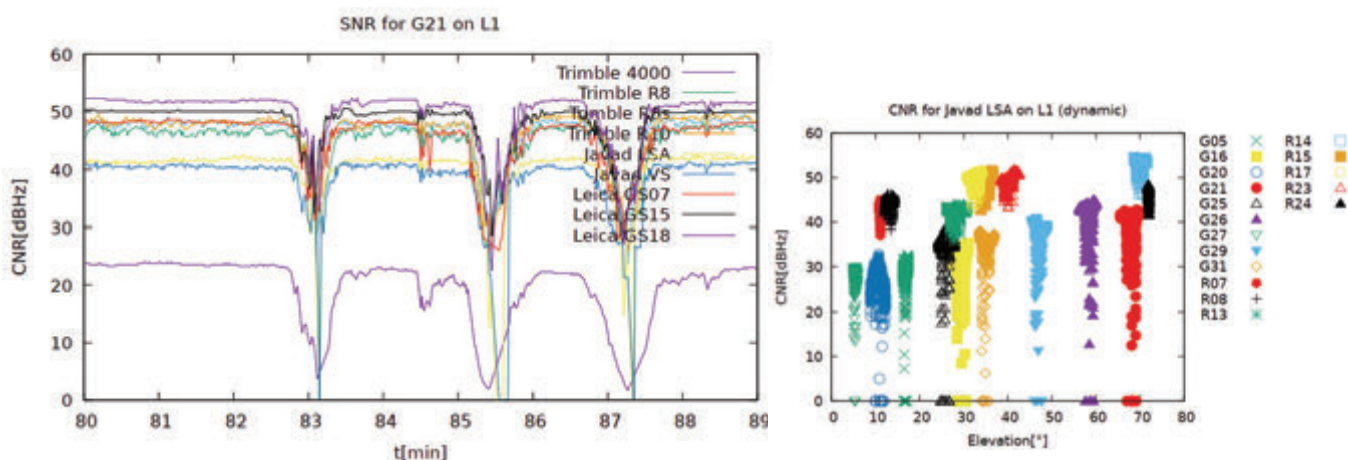 SNR for G21 on L1
CNR[dBHz]
60
50
40
30
20
10
0
Trimble 4000
Trimble R8
Trimble R8s
Trimble R10
Javad LSA
Javad VS
Leica GS07
Leica GS15
Leica GS18
80 81 82 83 84 85 86 87 88 89
t[min]
CNR for Javad LSA on L1 (dynamic)
CNR[dBHz]
60
50
40
30
20
10
0
0 10 20 30 40 50 60 70 80
Elevation[°]
G05 R14
G16 R15
G20 R17
G21 R23
G25 R24
G26
G27
G29
G31
R07
R08
R13